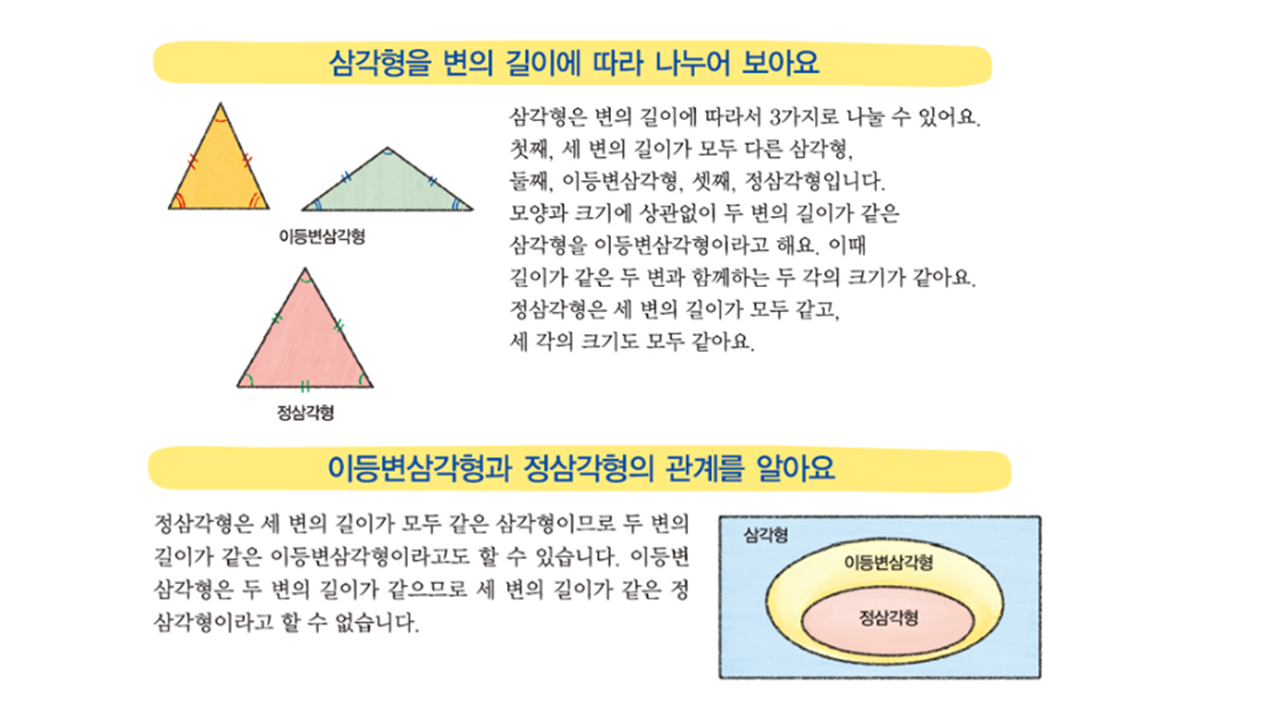 삼각형을 변의 길이에 따라 나누어 보아요
삼각형은 변의 길이에 따라서 3가지로 나눌 수 있어요.
첫째, 세 변의 길이가 모두 다른 삼각형,
둘째, 이등변삼각형, 셋째, 정삼각형입니다.
모양과 크기에 상관없이 두 변의 길이가 같은
삼각형을 이등변삼각형이라고 해요. 이때
길이가 같은 두 변과 함께하는 두 각의 크기가 같아요.
정삼각형은 세 변의 길이가 모두 같고,
세 각의 크기도 모두 같아요.
이등변삼각형
정삼각형
이등변삼각형과 정삼각형의 관계를 알아요
정삼각형은 세 변의 길이가 모두 같은 삼각형이므로 두 변의
길이가 같은 이등변삼각형이라고도 할 수 있습니다. 이등변
삼각형은 두 변의 길이가 같으므로 세 변의 길이가 같은 정
삼각형이라고 할 수 없습니다.
삼각형
이등변삼각형
정삼각형